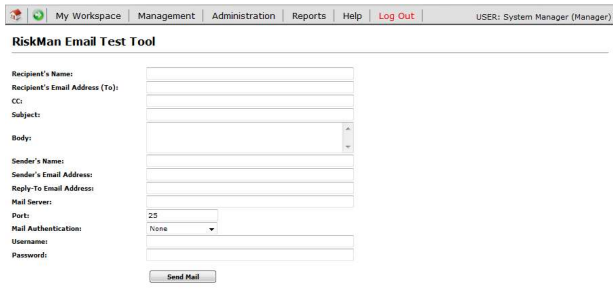 My Workspace | Management | Administration | Reports | Help | Log Out | USER: System Manager (Manager)
RiskMan Email Test Tool
Recipient's Name:
Recipient's Email Address (To):
CC:
Subject:
Body:
Sender's Name:
Sender's Email Address:
Reply-To Email Address:
Mail Server:
Port: 25
Mail Authentication: None
Username:
Password:
Send Mail